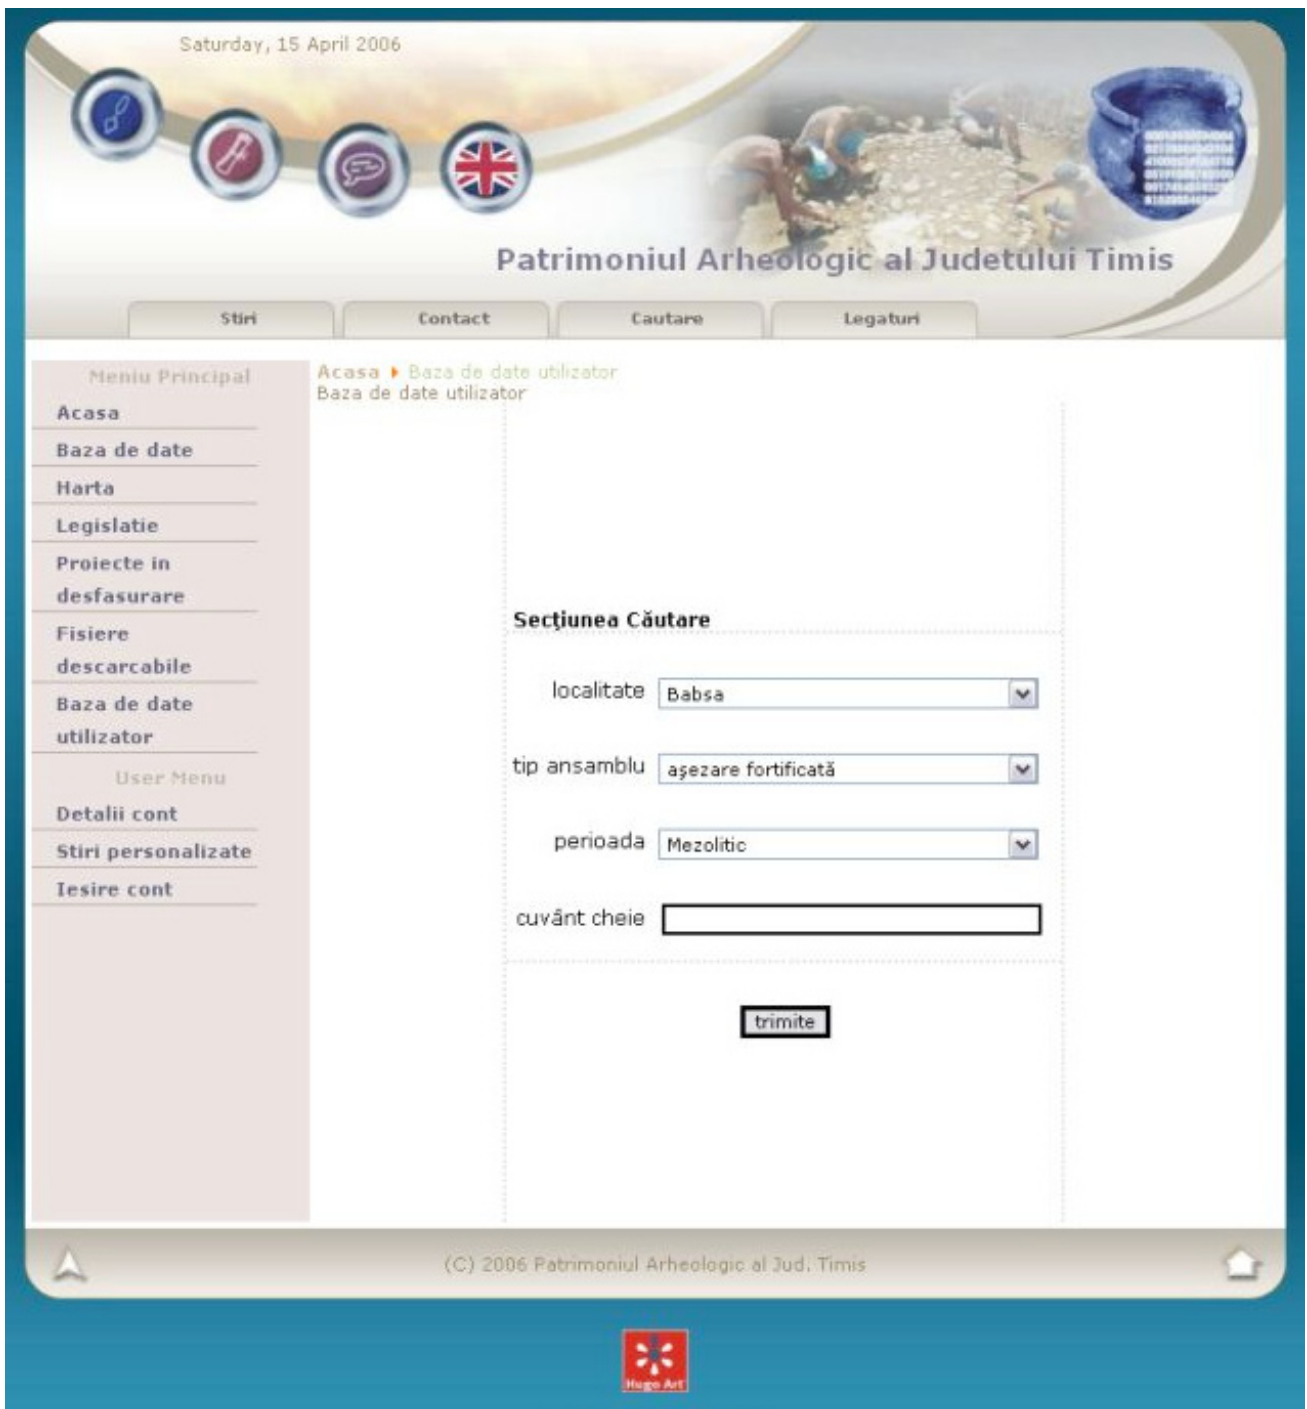 Saturday, 15 April 2006
Patrimoniul Arheologic al Judetului Timis
Stiri
Contact
Cautare
Legaturi
Meniu Principal
Acasa
Baza de date
Harta
Legislatie
Proiecte in
desfasurare
Fisiere
descarcabile
Baza de date
utilizator
User Menu
Detalii cont
Stiri personalizate
Iesire cont
Acasa Baza de date utilizator
Baza de date utilizator
Secţiunea Căutare
localitate Babsa
tip ansamblu aşezare fortificată
perioada Mezolitic
cuvânt cheie
trimite
(C) 2006 Patrimoniul Arheologic al Jud. Timis
Hugo Art